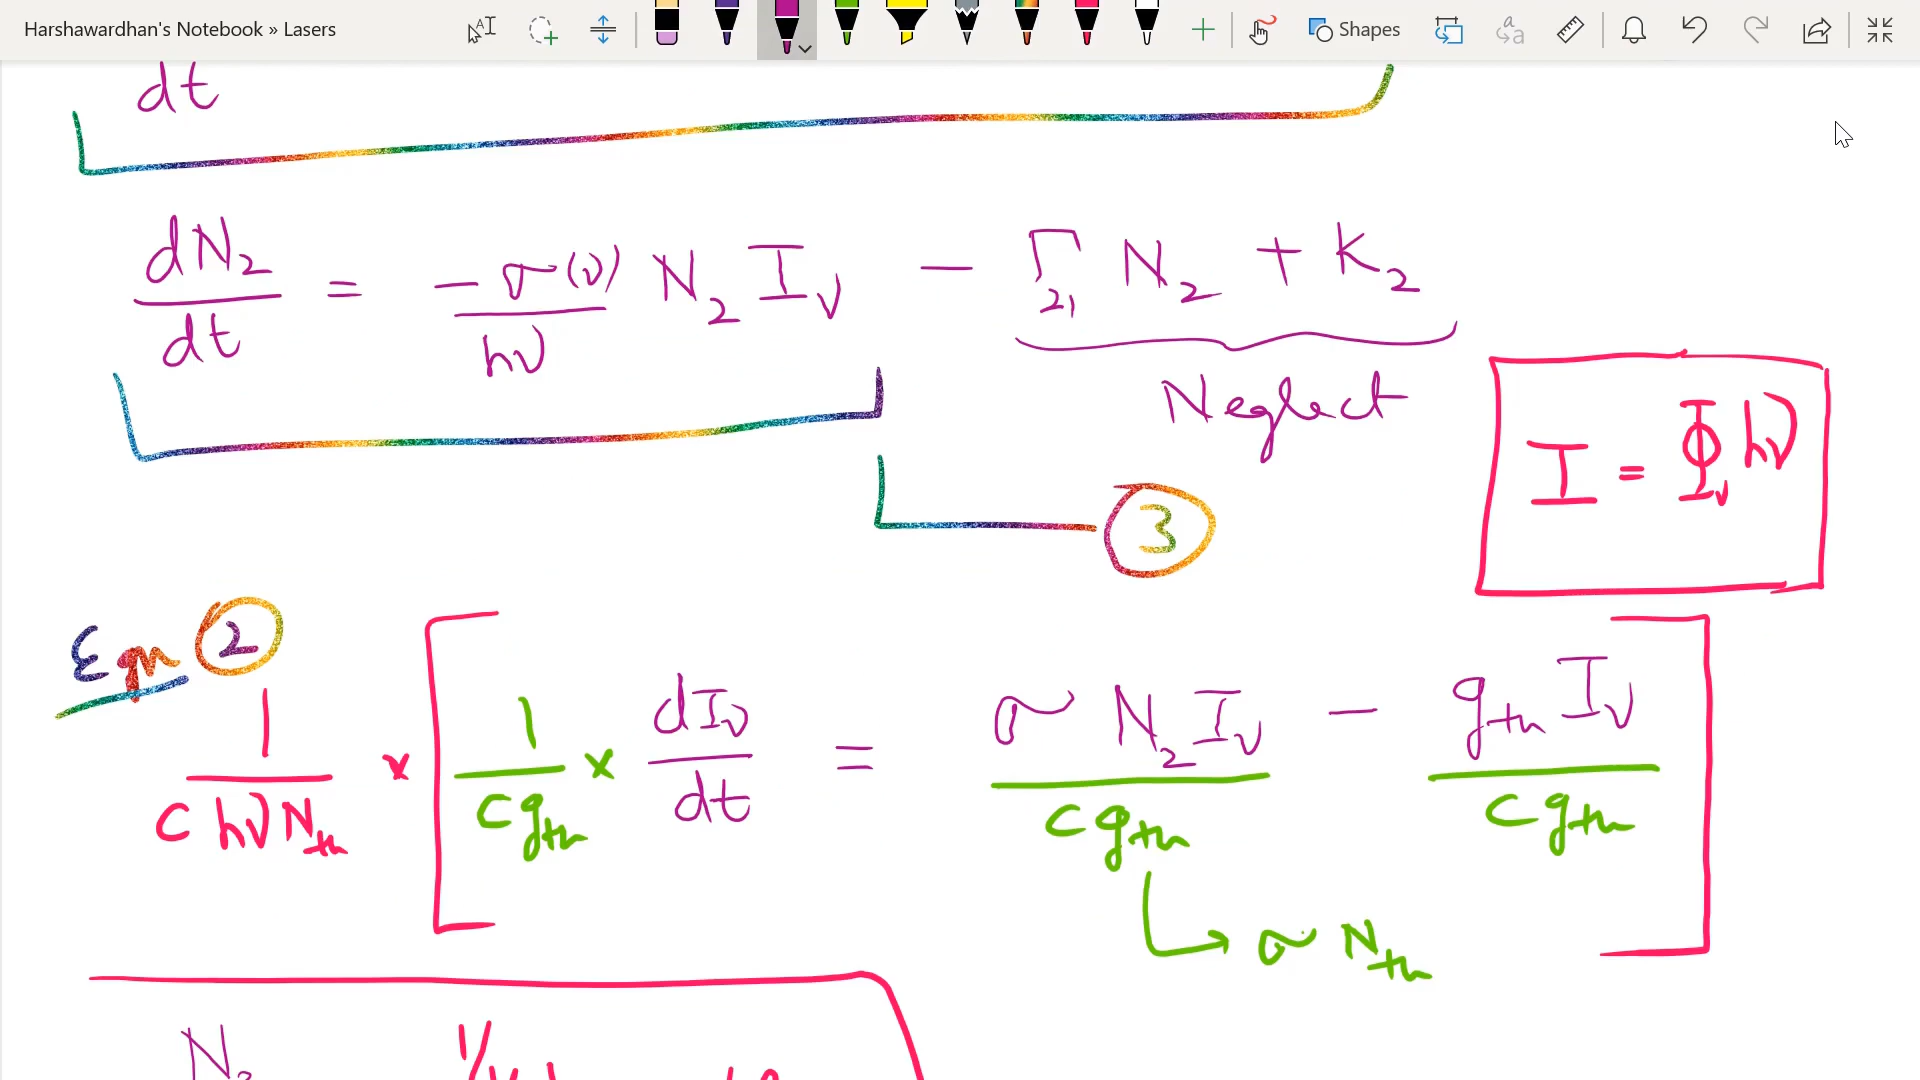 Harshawardhan's Notebook » Lasers
Shapes
dt
dN₂/dt = -σ(ν)/hν N₂ Iν - Γ₂₁ N₂ + K₂
Neglect
I = Φν hν
3
Eqn 2
1/(c hν Nth) × [ 1/(c gth) × dIν/dt = σ N₂ Iν/(c gth) - gth Iν/(c gth) ]
σ Nth
N₂